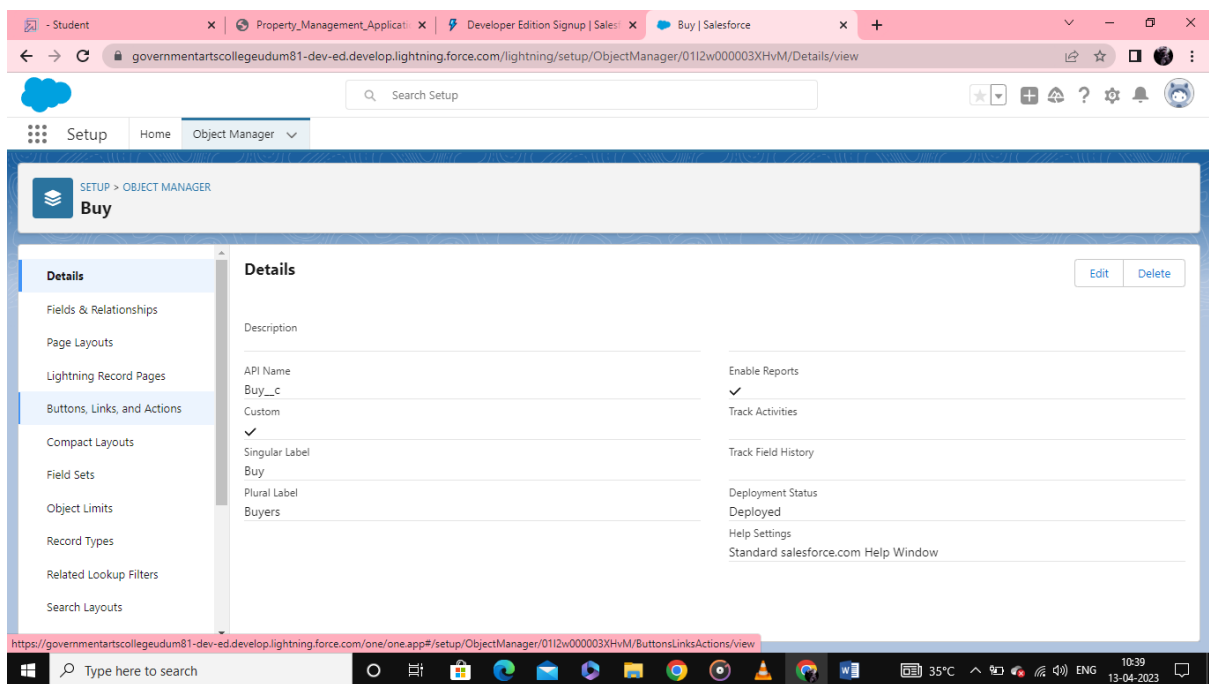 - Student
Property_Management_Applicati
Developer Edition Signup | Sales
Buy | Salesforce
governmentartscollegeudum81-dev-ed.develop.lightning.force.com/lightning/setup/ObjectManager/01I2w000003XHvM/Details/view
Search Setup
Setup
Home
Object Manager
SETUP > OBJECT MANAGER
Buy
Details
Fields & Relationships
Page Layouts
Lightning Record Pages
Buttons, Links, and Actions
Compact Layouts
Field Sets
Object Limits
Record Types
Related Lookup Filters
Search Layouts
Details
Edit
Delete
Description
API Name
Buy__c
Custom
Singular Label
Buy
Plural Label
Buyers
Enable Reports
Track Activities
Track Field History
Deployment Status
Deployed
Help Settings
Standard salesforce.com Help Window
https://governmentartscollegeudum81-dev-ed.develop.lightning.force.com/one/one.app#/setup/ObjectManager/01I2w000003XHvM/ButtonsLinksActions/view
Type here to search
35°C
ENG
10:39
13-04-2023